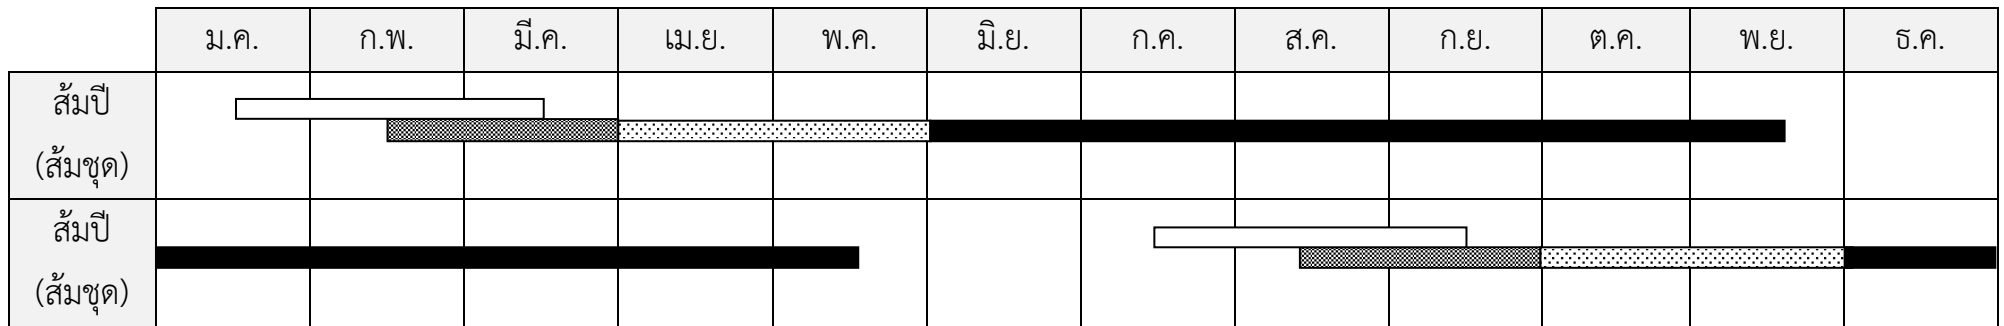 ม.ค. ก.พ. มี.ค. เม.ย. พ.ค. มิ.ย. ก.ค. ส.ค. ก.ย. ต.ค. พ.ย. ธ.ค.
ส้มปี
(ส้มชุด)
ส้มปี
(ส้มชุด)